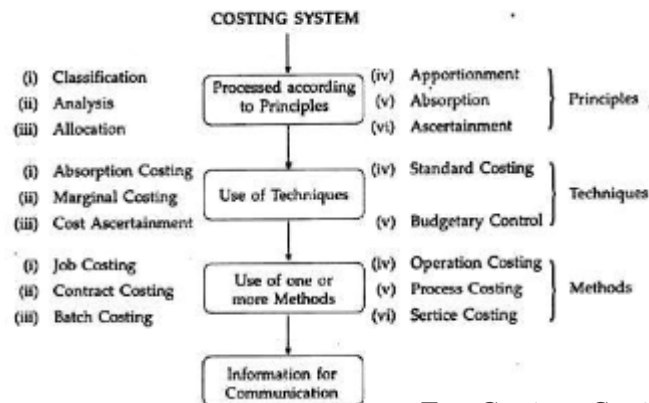 COSTING SYSTEM
(i) Classification
(ii) Analysis
(iii) Allocation
Processed according
to Principles
(iv) Apportionment
(v) Absorption
(vi) Ascertainment
Principles
(i) Absorption Costing
(ii) Marginal Costing
(iii) Cost Ascertainment
Use of Techniques
(iv) Standard Costing
(v) Budgetary Control
Techniques
(i) Job Costing
(ii) Contract Costing
(iii) Batch Costing
Use of one or
more Methods
(iv) Operation Costing
(v) Process Costing
(vi) Sertice Costing
Methods
Information for
Communication